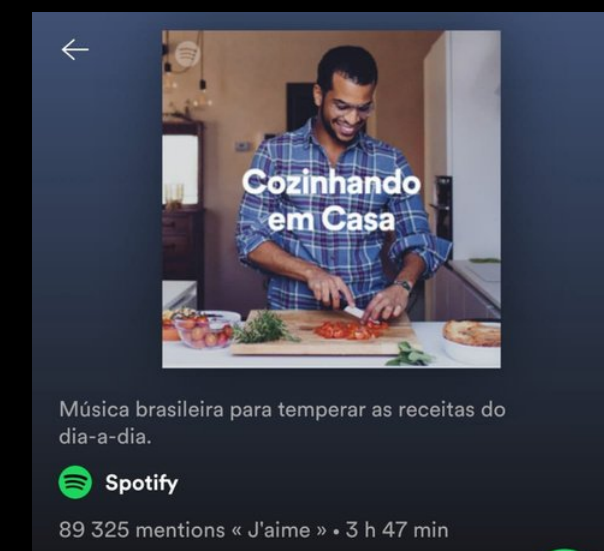 Cozinhando
em Casa
Música brasileira para temperar as receitas do
dia-a-dia.
Spotify
89 325 mentions « J'aime » • 3 h 47 min